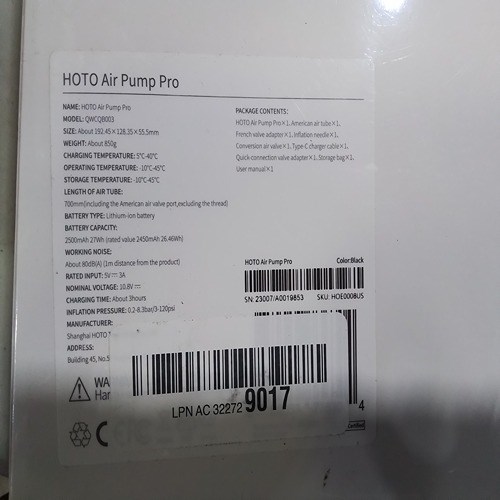 HOTO Air Pump Pro
NAME: HOTO Air Pump Pro
MODEL: QWCQB003
SIZE: About 192.45×128.35×55.5mm
WEIGHT: About 850g
CHARGING TEMPERATURE: 5°C-40°C
OPERATING TEMPERATURE: -10°C-45°C
STORAGE TEMPERATURE: -10°C-45°C
LENGTH OF AIR TUBE:
700mm(including the American air valve port,excluding the thread)
BATTERY TYPE: Lithium-ion battery
BATTERY CAPACITY:
2500mAh 27Wh (rated value 2450mAh 26.46Wh)
WORKING NOISE:
About 80dB(A) (1m distance from the product)
RATED INPUT: 5V⎓3A
NOMINAL VOLTAGE: 10.8V⎓
CHARGING TIME: About 3hours
INFLATION PRESSURE: 0.2-8.3bar/3-120psi
MANUFACTURER:
Shanghai HOTO
ADDRESS:
Building 45, No.5
PACKAGE CONTENTS:
HOTO Air Pump Pro×1, American air tube×1,
French valve adapter×1, Inflation needle×1,
Conversion air valve×1, Type-C charger cable×1,
Quick connection valve adapter×1, Storage bag×1,
User manual×1
HOTO Air Pump Pro Color:Black
SN: 23007/A0019853 SKU: HOE0008US
WA
Har
LPN AC 32272 9017
4
Certified